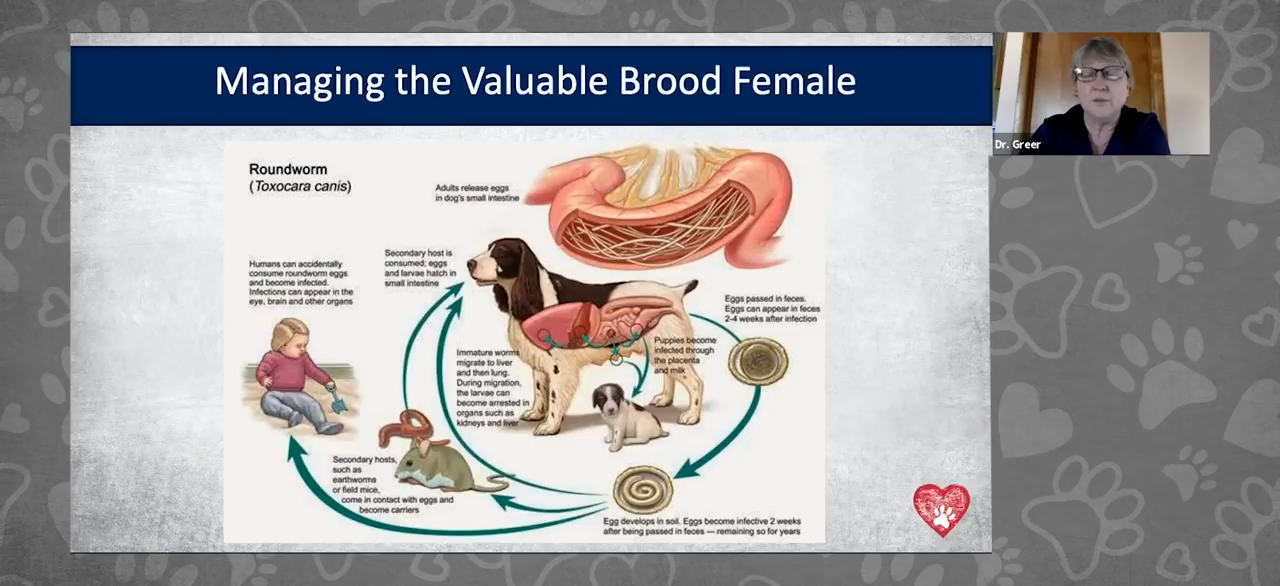 Managing the Valuable Brood Female
Dr. Greer
Roundworm
(Toxocara canis)
Adults release eggs
in dog's small intestine
Secondary host is
consumed; eggs
and larvae hatch in
small intestine
Humans can accidentally
consume roundworm eggs
and become infected.
Infections can appear in the
eye, brain and other organs
Eggs passed in feces.
Eggs can appear in feces
2-4 weeks after infection
Puppies become
infected through
the placenta
and milk
Immature worms
migrate to liver
and then lung.
During migration,
the larvae can
become arrested in
organs such as
kidneys and liver
Secondary hosts,
such as
earthworms
or field mice,
come in contact with eggs and
become carriers
Egg develops in soil. Eggs become infective 2 weeks
after being passed in feces — remaining so for years